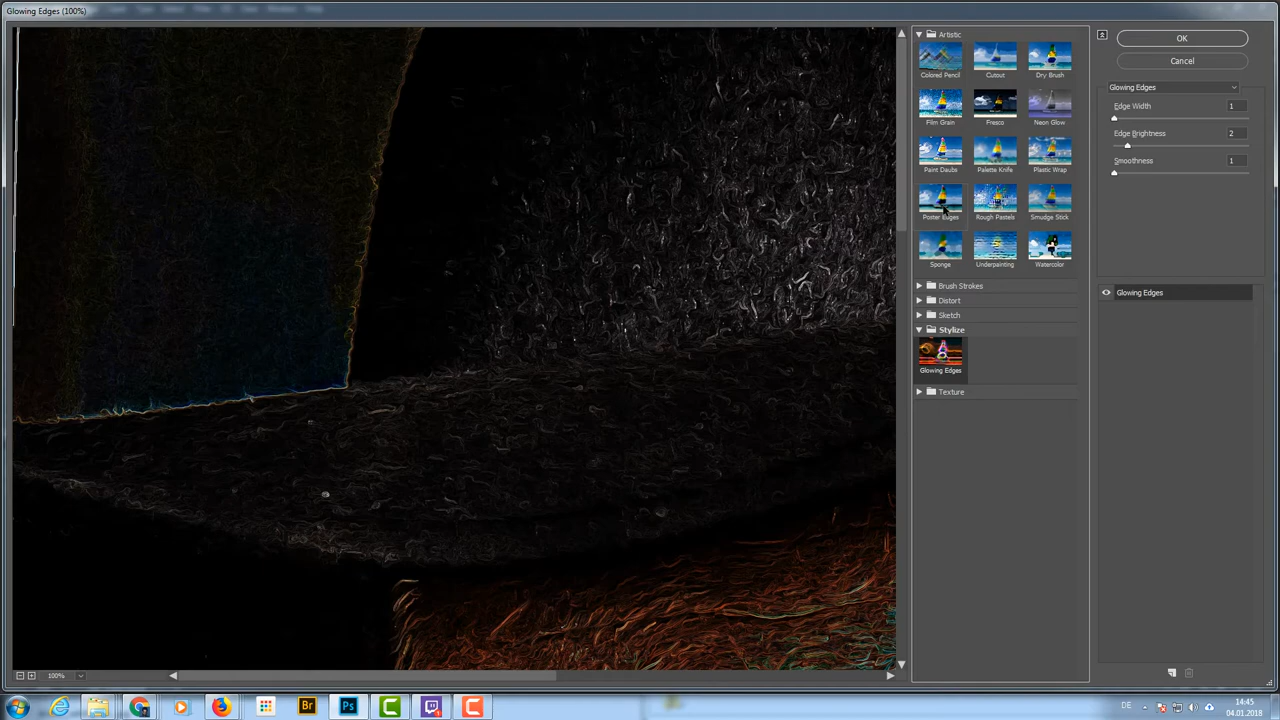 Glowing Edges (100%)
Artistic
Colored Pencil
Cutout
Dry Brush
Film Grain
Fresco
Neon Glow
Paint Daubs
Palette Knife
Plastic Wrap
Poster Edges
Rough Pastels
Smudge Stick
Sponge
Underpainting
Watercolor
Brush Strokes
Distort
Sketch
Stylize
Glowing Edges
Texture
OK
Cancel
Glowing Edges
Edge Width 1
Edge Brightness 2
Smoothness 1
Glowing Edges
100%
Br
Ps
DE
14:45
04.01.2018